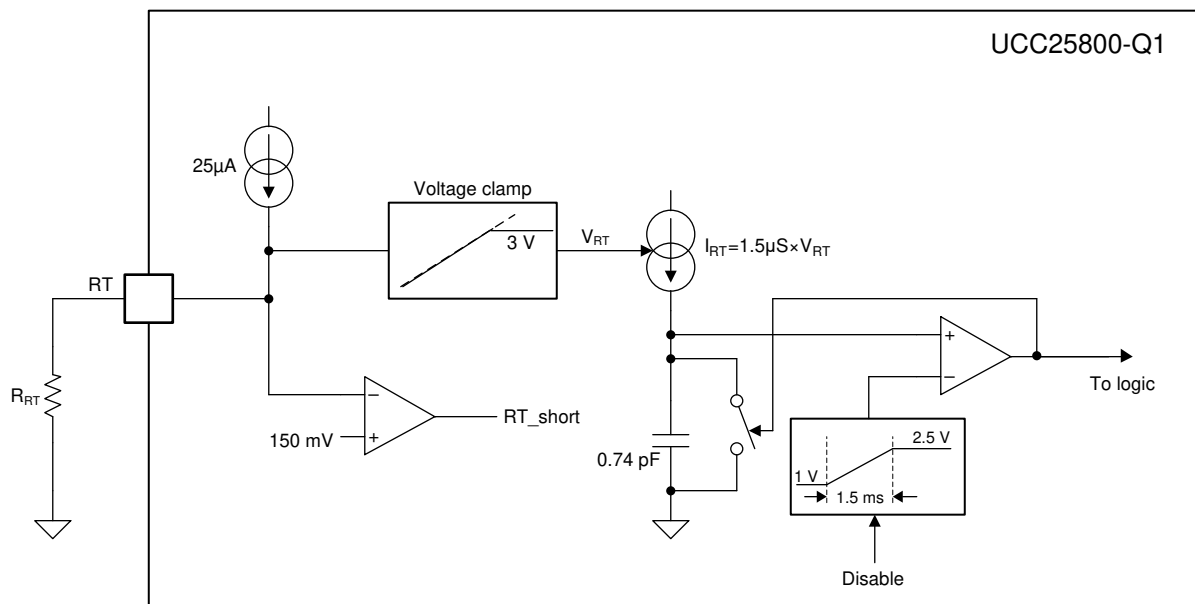 UCC25800-Q1
25µA
Voltage clamp
3 V
V_RT
I_RT=1.5µS×V_RT
RT
R_RT
+
−
To logic
−
+
150 mV
RT_short
0.74 pF
2.5 V
1 V
1.5 ms
Disable